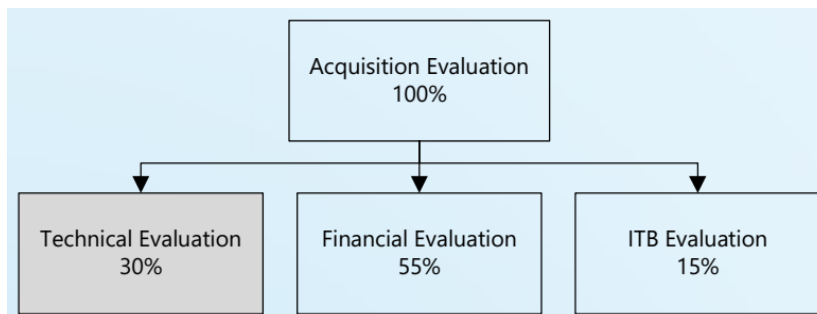 Acquisition Evaluation
100%
Technical Evaluation
30%
Financial Evaluation
55%
ITB Evaluation
15%